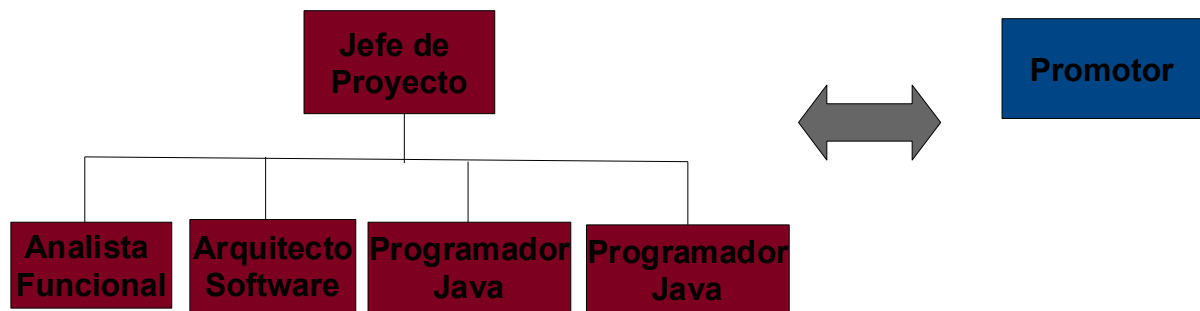 Jefe de
Proyecto
Promotor
Analista
Funcional
Arquitecto
Software
Programador
Java
Programador
Java